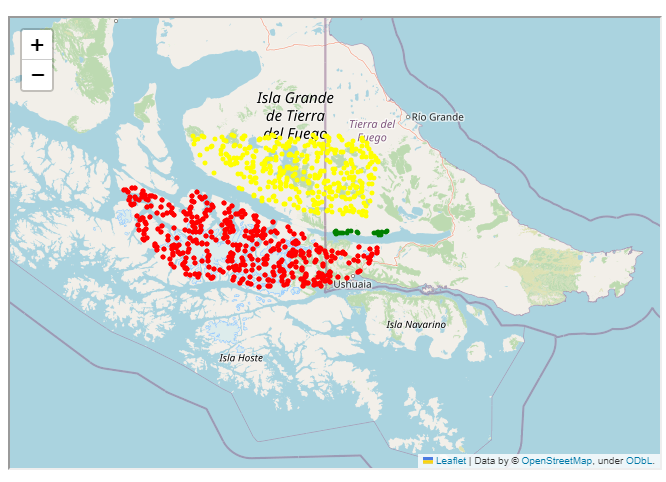 +
−
Isla Grande
de Tierra
del Fuego
Tierra del
Fuego
Río Grande
Ushuaia
Isla Navarino
Isla Hoste
Leaflet | Data by © OpenStreetMap, under ODbL.